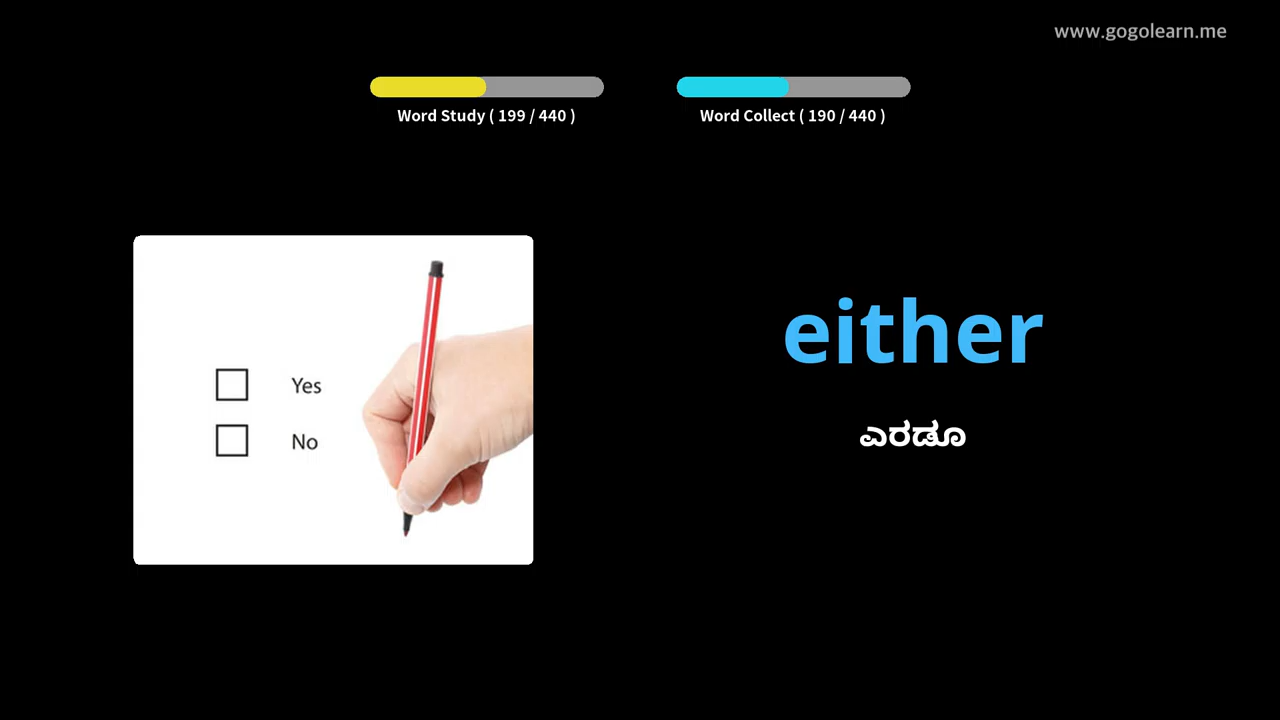 www.gogolearn.me
Word Study ( 199 / 440 )
Word Collect ( 190 / 440 )
Yes
No
either
ಎರಡೂ